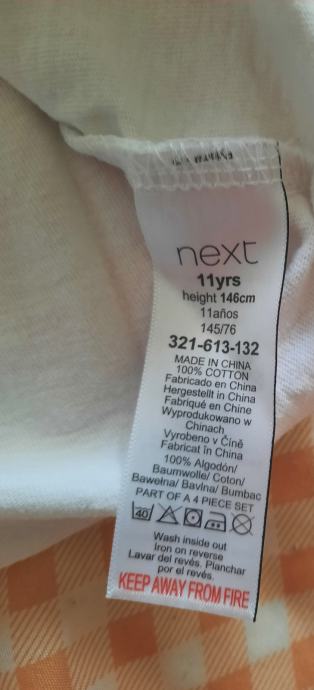 next
11yrs
height 146cm
11años
145/76
321-613-132
MADE IN CHINA
100% COTTON
Fabricado en China
Hergestellt in China
Fabriqué en Chine
Wyprodukowano w
Chinach
Vyrobeno v Číně
Fabricat în China
100% Algodón/
Baumwolle/ Coton/
Bawełna/ Bavlna/ Bumbac
PART OF A 4 PIECE SET
40
Wash inside out
Iron on reverse
Lavar del revés. Planchar
por el revés.
KEEP AWAY FROM FIRE